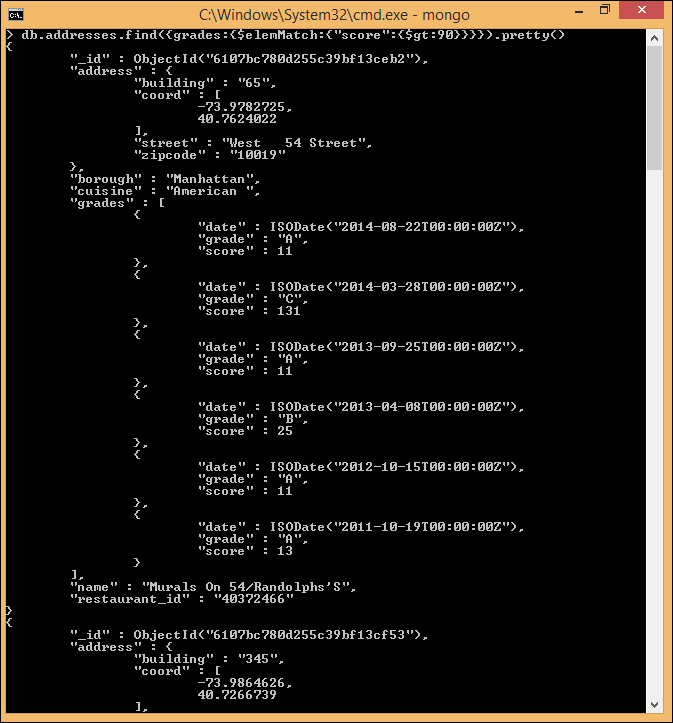 C:\Windows\System32\cmd.exe - mongo
> db.addresses.find({grades:{$elemMatch:{"score":{$gt:90}}}}).pretty()
{
        "_id" : ObjectId("6107bc780d255c39bf13ceb2"),
        "address" : {
                "building" : "65",
                "coord" : [
                        -73.9782725,
                        40.7624022
                ],
                "street" : "West   54 Street",
                "zipcode" : "10019"
        },
        "borough" : "Manhattan",
        "cuisine" : "American ",
        "grades" : [
                {
                        "date" : ISODate("2014-08-22T00:00:00Z"),
                        "grade" : "A",
                        "score" : 11
                },
                {
                        "date" : ISODate("2014-03-28T00:00:00Z"),
                        "grade" : "C",
                        "score" : 131
                },
                {
                        "date" : ISODate("2013-09-25T00:00:00Z"),
                        "grade" : "A",
                        "score" : 11
                },
                {
                        "date" : ISODate("2013-04-08T00:00:00Z"),
                        "grade" : "B",
                        "score" : 25
                },
                {
                        "date" : ISODate("2012-10-15T00:00:00Z"),
                        "grade" : "A",
                        "score" : 11
                },
                {
                        "date" : ISODate("2011-10-19T00:00:00Z"),
                        "grade" : "A",
                        "score" : 13
                }
        ],
        "name" : "Murals On 54/Randolphs'S",
        "restaurant_id" : "40372466"
}
{
        "_id" : ObjectId("6107bc780d255c39bf13cf53"),
        "address" : {
                "building" : "345",
                "coord" : [
                        -73.9864626,
                        40.7266739
                ],